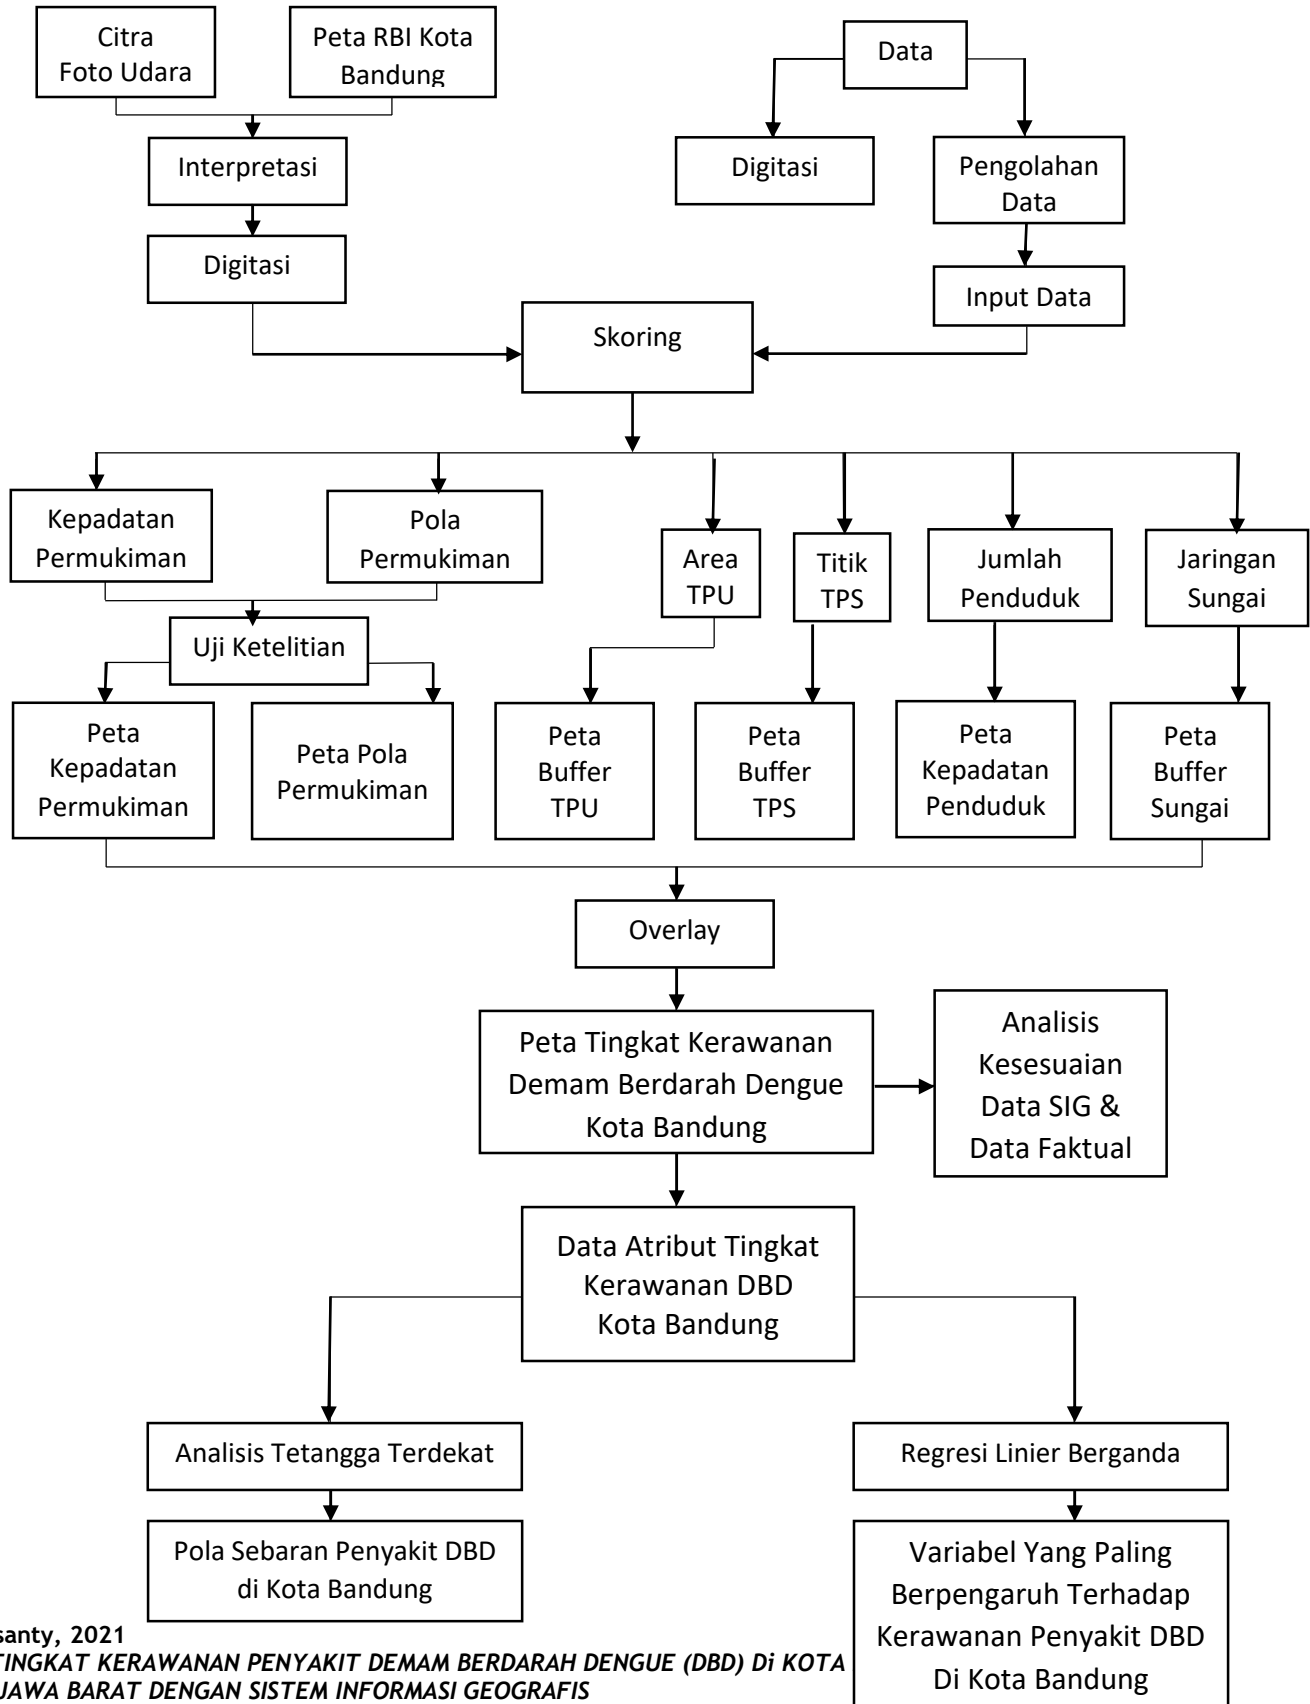 Citra
Foto Udara
Peta RBI Kota
Bandung
Data
Interpretasi
Digitasi
Pengolahan
Data
Digitasi
Input Data
Skoring
Kepadatan
Permukiman
Pola
Permukiman
Area
TPU
Titik
TPS
Jumlah
Penduduk
Jaringan
Sungai
Uji Ketelitian
Peta
Kepadatan
Permukiman
Peta Pola
Permukiman
Peta
Buffer
TPU
Peta
Buffer
TPS
Peta
Kepadatan
Penduduk
Peta
Buffer
Sungai
Overlay
Peta Tingkat Kerawanan
Demam Berdarah Dengue
Kota Bandung
Analisis
Kesesuaian
Data SIG &
Data Faktual
Data Atribut Tingkat
Kerawanan DBD
Kota Bandung
Analisis Tetangga Terdekat
Regresi Linier Berganda
Pola Sebaran Penyakit DBD
di Kota Bandung
Variabel Yang Paling
Berpengaruh Terhadap
Kerawanan Penyakit DBD
Di Kota Bandung
santy, 2021
TINGKAT KERAWANAN PENYAKIT DEMAM BERDARAH DENGUE (DBD) Di KOTA
JAWA BARAT DENGAN SISTEM INFORMASI GEOGRAFIS